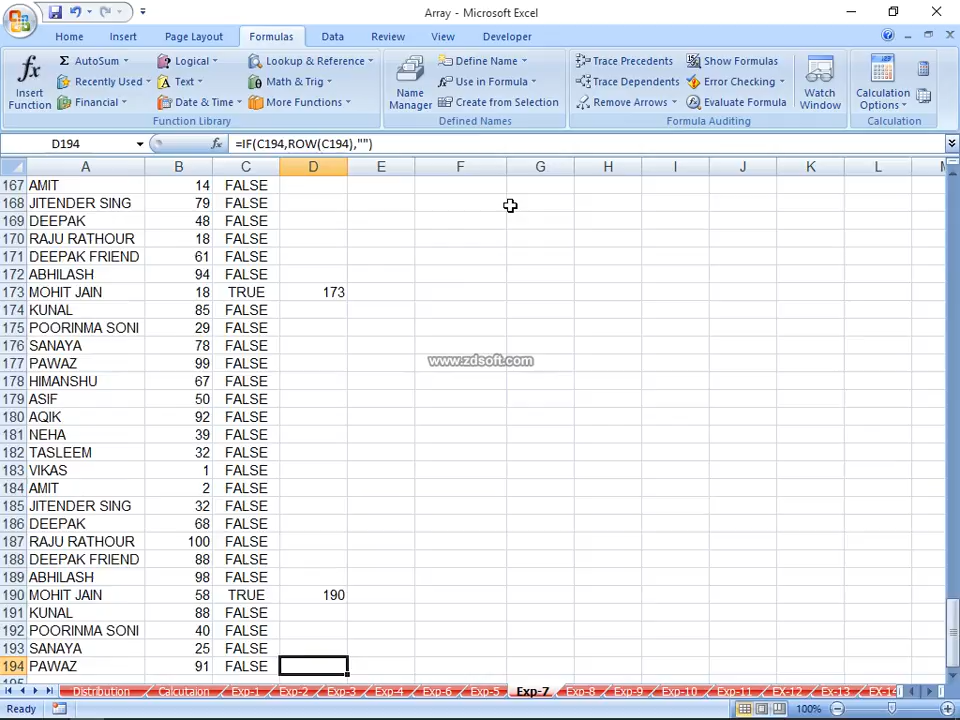 Array - Microsoft Excel
Home Insert Page Layout Formulas Data Review View Developer
fx Insert Function
Σ AutoSum
Recently Used
Financial
Logical
Text
Date & Time
Lookup & Reference
Math & Trig
More Functions
Function Library
Name Manager
Define Name
Use in Formula
Create from Selection
Defined Names
Trace Precedents
Trace Dependents
Remove Arrows
Show Formulas
Error Checking
Evaluate Formula
Formula Auditing
Watch Window
Calculation Options
Calculation
D194 fx =IF(C194,ROW(C194),"")
A B C D E F G H I J K L
167 AMIT 14 FALSE
168 JITENDER SING 79 FALSE
169 DEEPAK 48 FALSE
170 RAJU RATHOUR 18 FALSE
171 DEEPAK FRIEND 61 FALSE
172 ABHILASH 94 FALSE
173 MOHIT JAIN 18 TRUE 173
174 KUNAL 85 FALSE
175 POORINMA SONI 29 FALSE
176 SANAYA 78 FALSE
177 PAWAZ 99 FALSE
www.zdsoft.com
178 HIMANSHU 67 FALSE
179 ASIF 50 FALSE
180 AQIK 92 FALSE
181 NEHA 39 FALSE
182 TASLEEM 32 FALSE
183 VIKAS 1 FALSE
184 AMIT 2 FALSE
185 JITENDER SING 32 FALSE
186 DEEPAK 68 FALSE
187 RAJU RATHOUR 100 FALSE
188 DEEPAK FRIEND 88 FALSE
189 ABHILASH 98 FALSE
190 MOHIT JAIN 58 TRUE 190
191 KUNAL 88 FALSE
192 POORINMA SONI 40 FALSE
193 SANAYA 25 FALSE
194 PAWAZ 91 FALSE
Distribution Calcutaion Exp-1 Exp-2 Exp-3 Exp-4 Exp-6 Exp-5 Exp-7 Exp-8 Exp-9 Exp-10 Exp-11 EX-12 Ex-13
Ready 100%